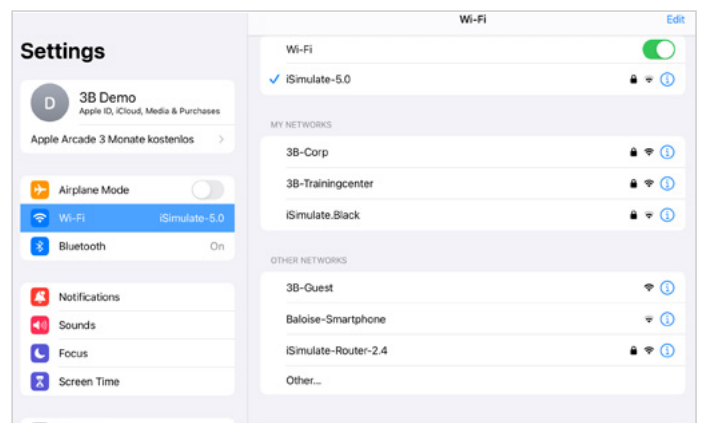 Settings
D
3B Demo
Apple ID, iCloud, Media & Purchases
Apple Arcade 3 Monate kostenlos
Airplane Mode
Wi-Fi iSimulate-5.0
Bluetooth On
Notifications
Sounds
Focus
Screen Time
Wi-Fi Edit
Wi-Fi
iSimulate-5.0
MY NETWORKS
3B-Corp
3B-Trainingcenter
iSimulate.Black
OTHER NETWORKS
3B-Guest
Baloise-Smartphone
iSimulate-Router-2.4
Other...